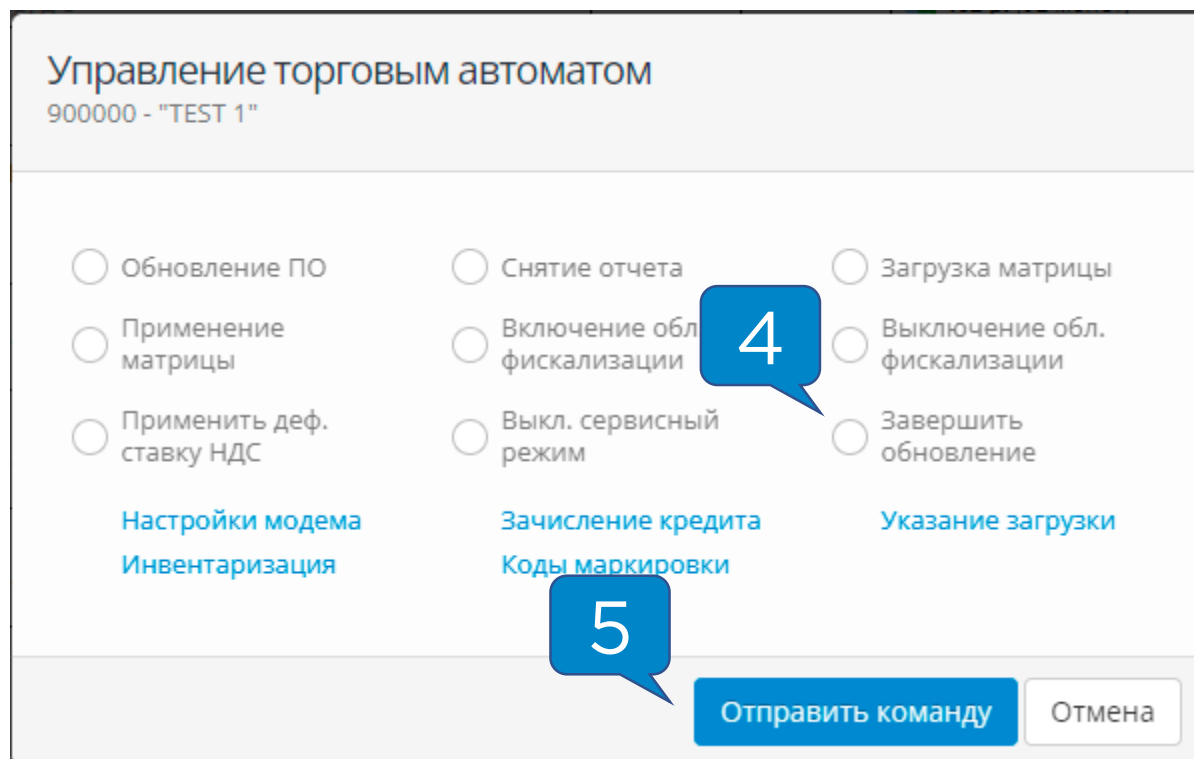 Управление торговым автоматом
900000 - "TEST 1"
Обновление ПО
Снятие отчета
Загрузка матрицы
Применение
матрицы
Включение обл
фискализации
4
Выключение обл.
фискализации
Применить деф.
ставку НДС
Выкл. сервисный
режим
Завершить
обновление
Настройки модема
Зачисление кредита
Указание загрузки
Инвентаризация
Коды маркировки
5
Отправить команду
Отмена